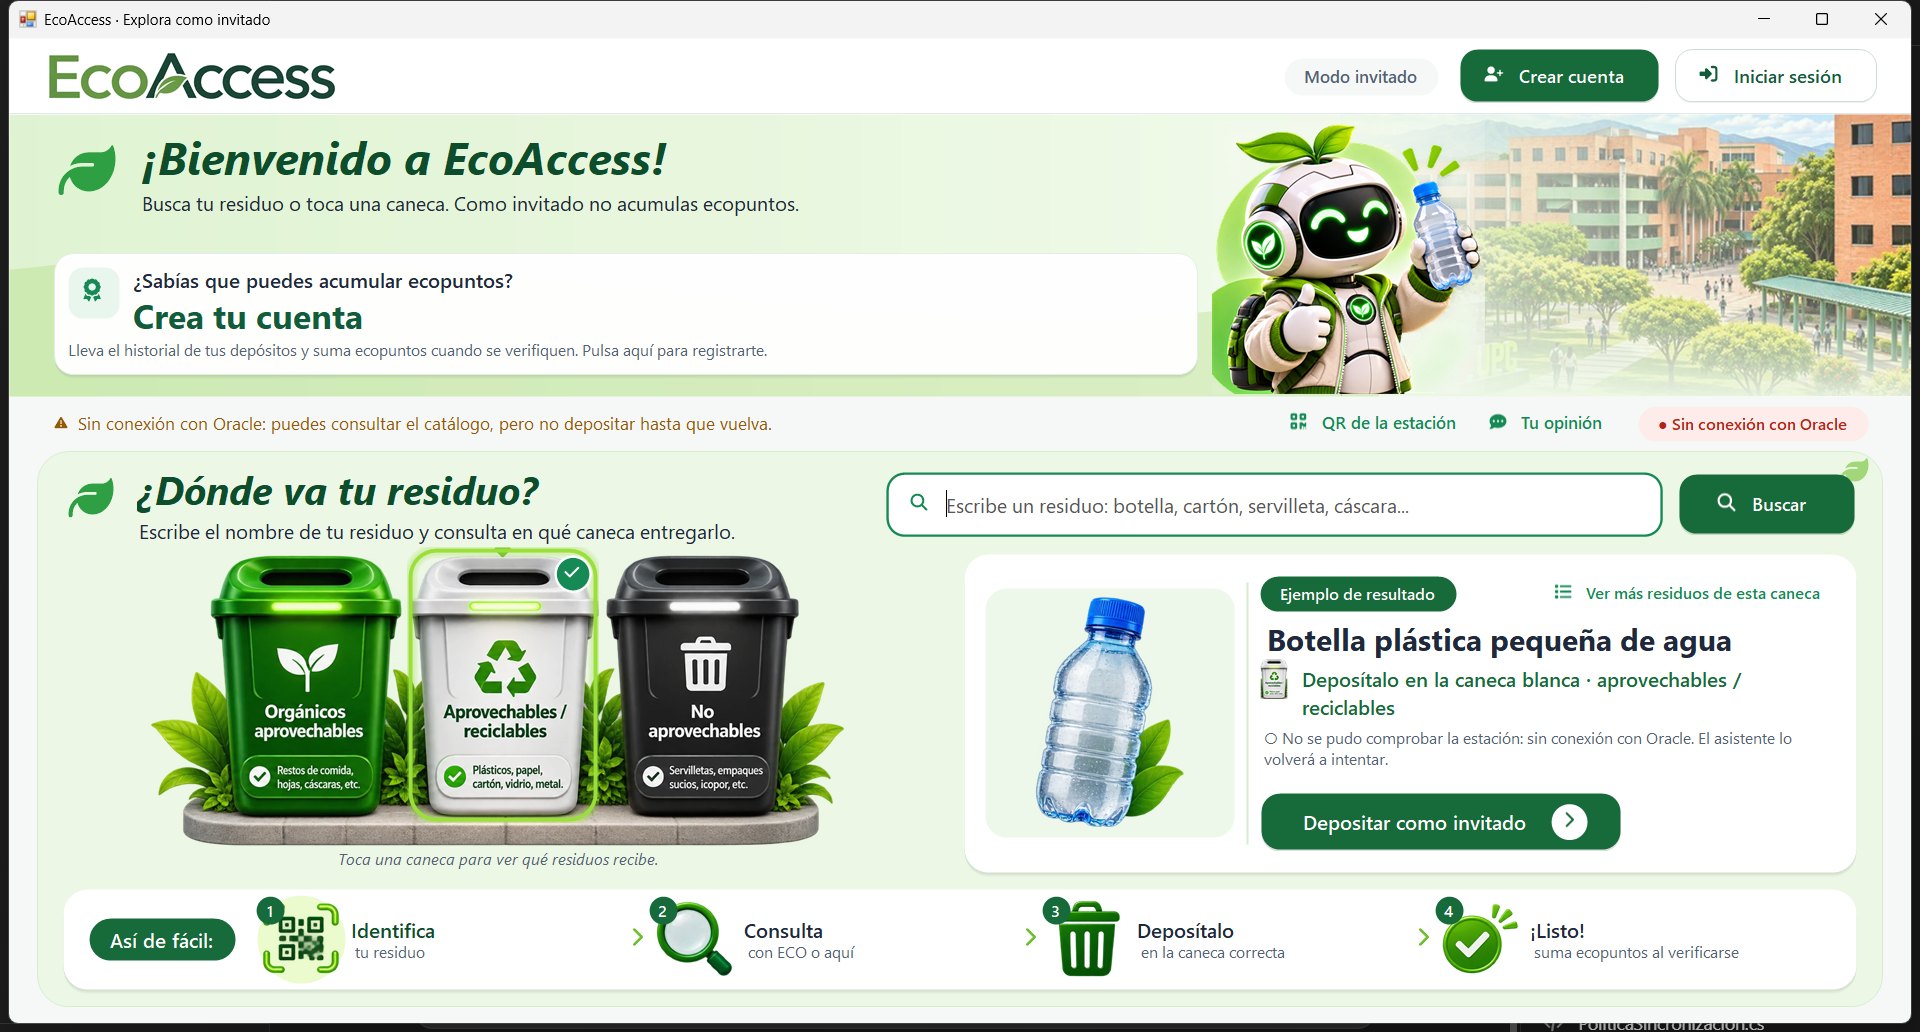 EcoAccess · Explora como invitado
EcoAccess
Modo invitado
Crear cuenta
Iniciar sesión
¡Bienvenido a EcoAccess!
Busca tu residuo o toca una caneca. Como invitado no acumulas ecopuntos.
¿Sabías que puedes acumular ecopuntos?
Crea tu cuenta
Lleva el historial de tus depósitos y suma ecopuntos cuando se verifiquen. Pulsa aquí para registrarte.
Sin conexión con Oracle: puedes consultar el catálogo, pero no depositar hasta que vuelva.
QR de la estación
Tu opinión
● Sin conexión con Oracle
¿Dónde va tu residuo?
Escribe el nombre de tu residuo y consulta en qué caneca entregarlo.
Escribe un residuo: botella, cartón, servilleta, cáscara...
Buscar
Orgánicos
aprovechables
Restos de comida,
hojas, cáscaras, etc.
Aprovechables /
reciclables
Plásticos, papel,
cartón, vidrio, metal.
No
aprovechables
Servilletas, empaques
sucios, icopor, etc.
Toca una caneca para ver qué residuos recibe.
Ejemplo de resultado
Ver más residuos de esta caneca
Botella plástica pequeña de agua
Deposítalo en la caneca blanca · aprovechables /
reciclables
○ No se pudo comprobar la estación: sin conexión con Oracle. El asistente lo
volverá a intentar.
Depositar como invitado
Así de fácil:
1
Identifica
tu residuo
2
Consulta
con ECO o aquí
3
Deposítalo
en la caneca correcta
4
¡Listo!
suma ecopuntos al verificarse
PoliticaSincronizacion.cs